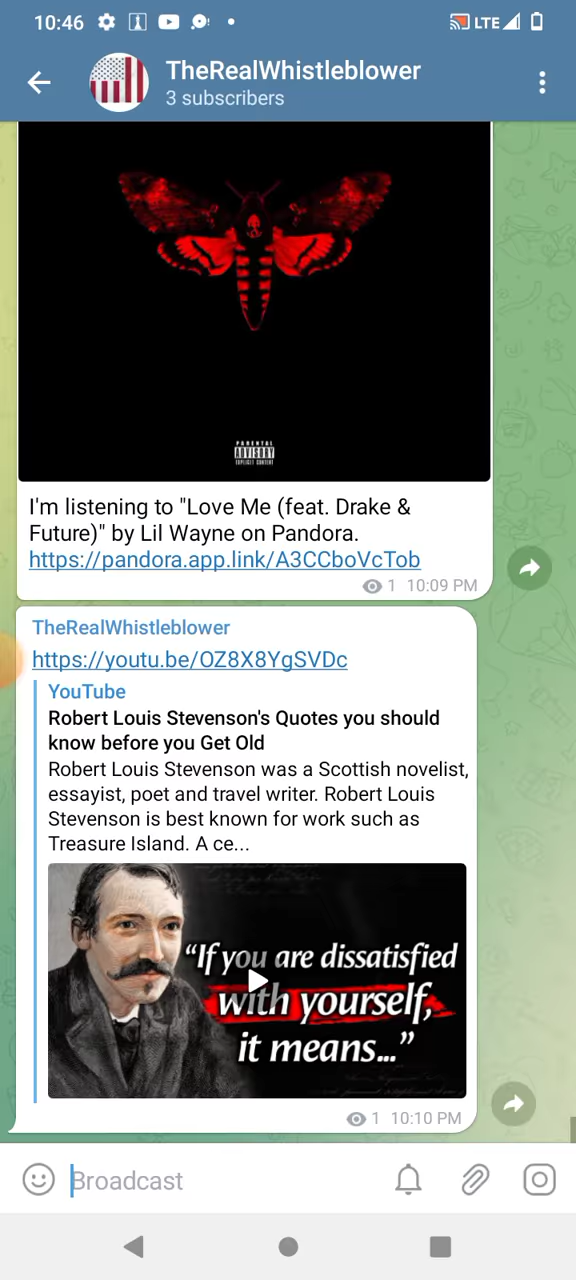 10:46
LTE
TheRealWhistleblower
3 subscribers
PARENTAL
ADVISORY
EXPLICIT CONTENT
I'm listening to "Love Me (feat. Drake &
Future)" by Lil Wayne on Pandora.
https://pandora.app.link/A3CCboVcTob
1 10:09 PM
TheRealWhistleblower
https://youtu.be/OZ8X8YgSVDc
YouTube
Robert Louis Stevenson's Quotes you should
know before you Get Old
Robert Louis Stevenson was a Scottish novelist,
essayist, poet and travel writer. Robert Louis
Stevenson is best known for work such as
Treasure Island. A ce...
“If you are dissatisfied
with yourself,
it means...”
1 10:10 PM
Broadcast